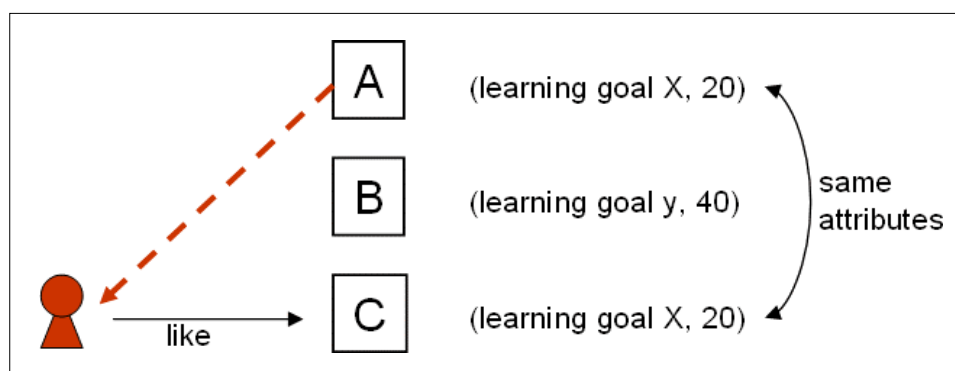 A (learning goal X, 20)
same
B (learning goal y, 40)
attributes
C (learning goal X, 20)
like